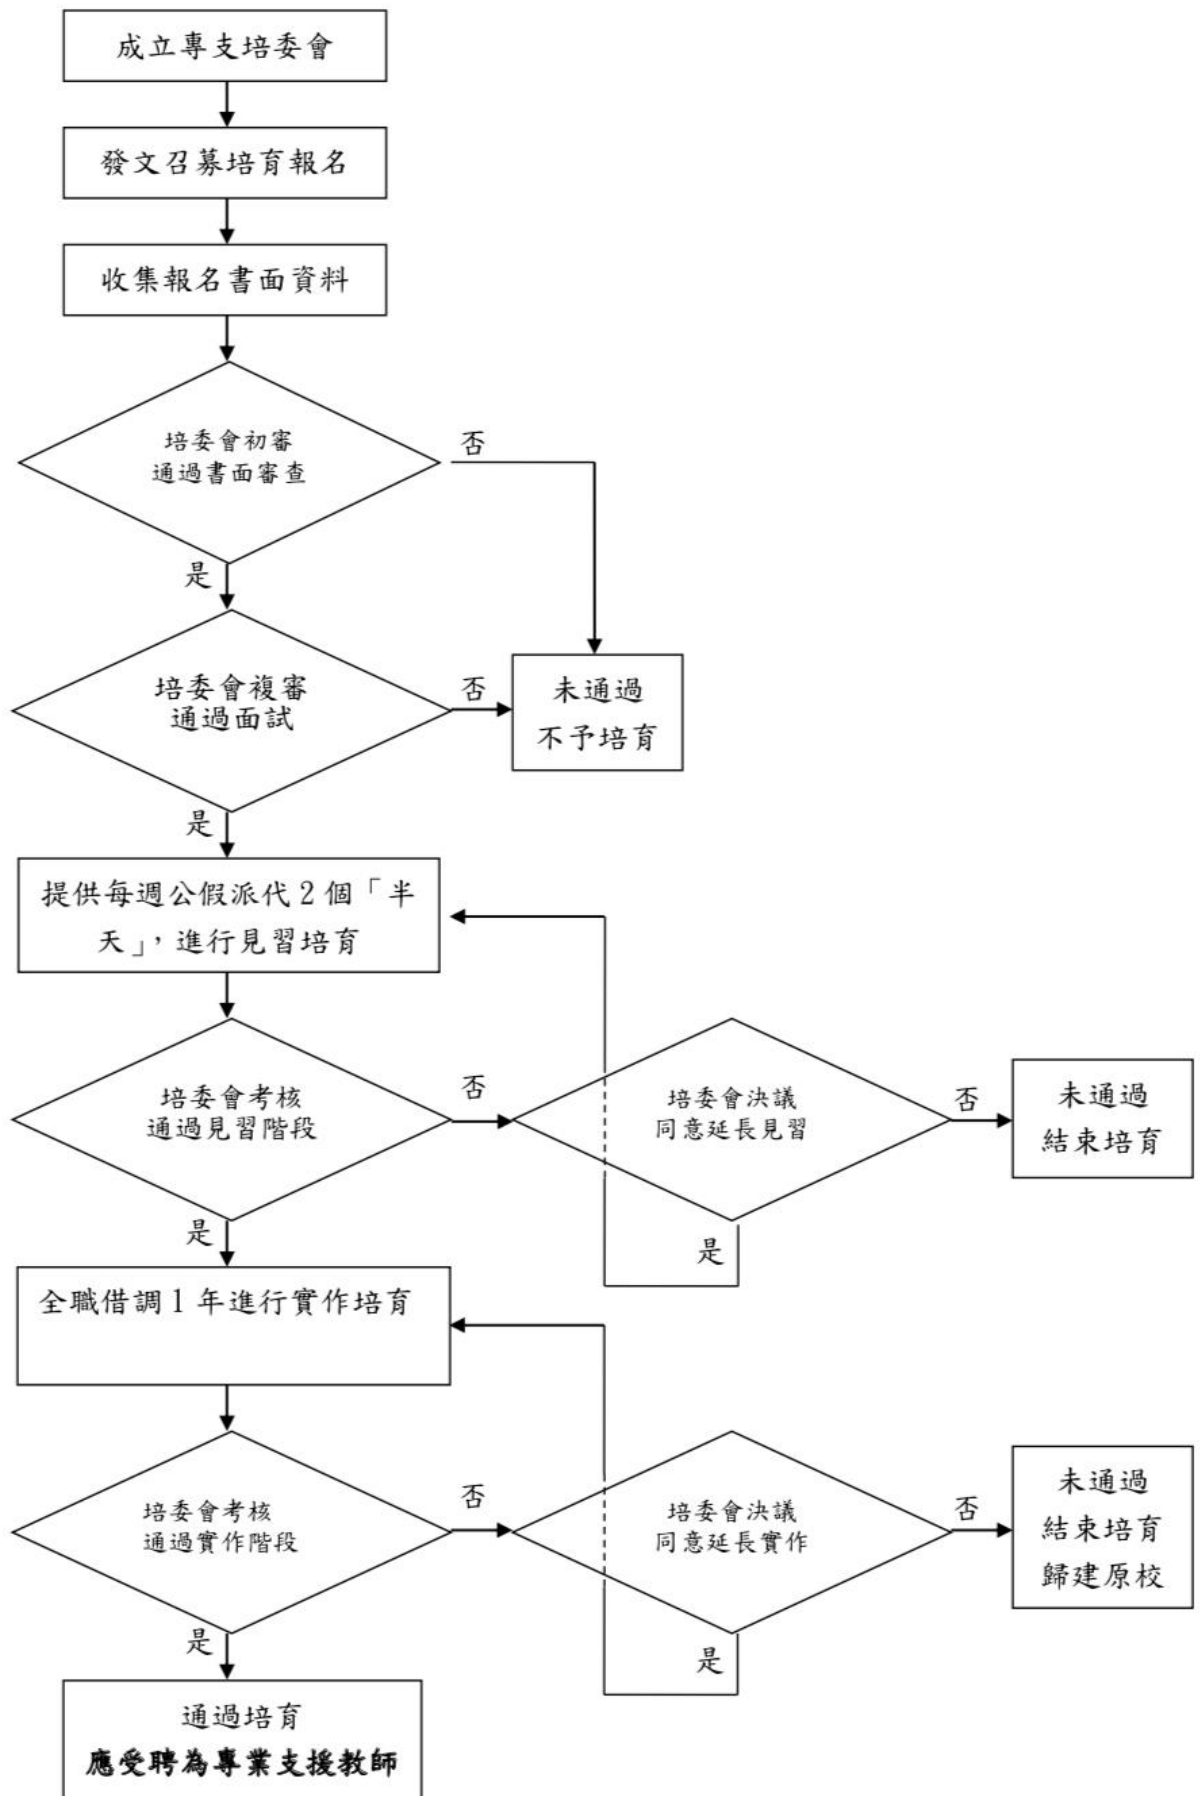 成立專支培委會
發文召募培育報名
收集報名書面資料
培委會初審
通過書面審查
否
是
培委會複審
通過面試
否
未通過
不予培育
是
提供每週公假派代 2 個「半
天」，進行見習培育
培委會考核
通過見習階段
否
培委會決議
同意延長見習
否
未通過
結束培育
是
是
全職借調 1 年進行實作培育
培委會考核
通過實作階段
否
培委會決議
同意延長實作
否
未通過
結束培育
歸建原校
是
是
通過培育
應受聘為專業支援教師